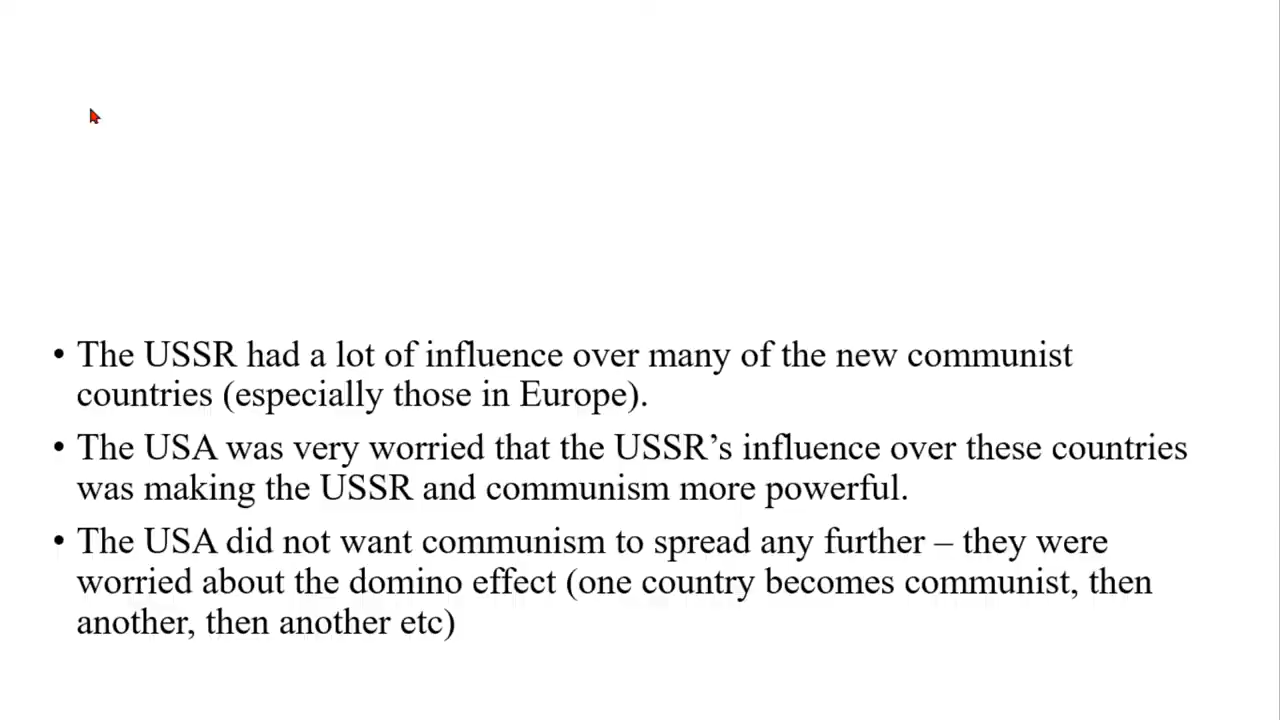 • The USSR had a lot of influence over many of the new communist
countries (especially those in Europe).
• The USA was very worried that the USSR’s influence over these countries
was making the USSR and communism more powerful.
• The USA did not want communism to spread any further – they were
worried about the domino effect (one country becomes communist, then
another, then another etc)